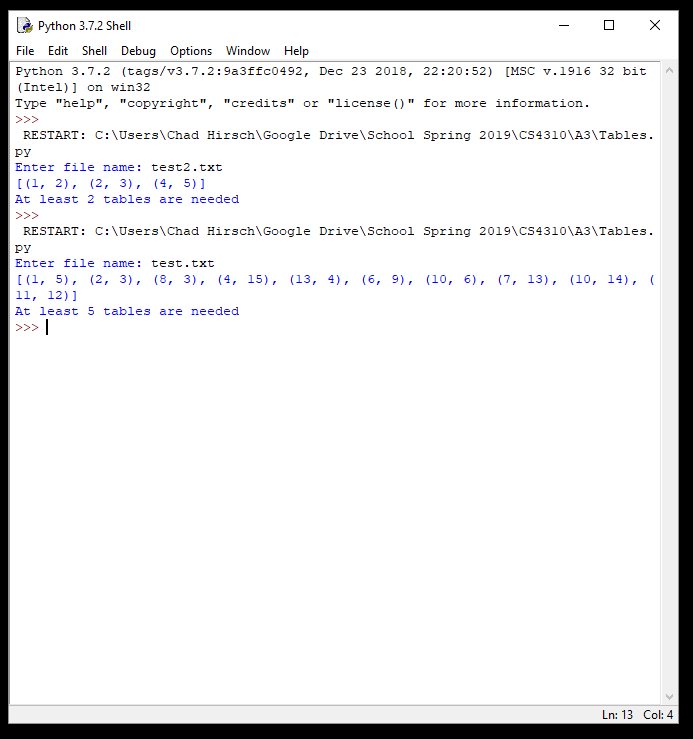 Python 3.7.2 Shell
File Edit Shell Debug Options Window Help
Python 3.7.2 (tags/v3.7.2:9a3ffc0492, Dec 23 2018, 22:20:52) [MSC v.1916 32 bit
(Intel)] on win32
Type "help", "copyright", "credits" or "license()" for more information.
>>>
 RESTART: C:\Users\Chad Hirsch\Google Drive\School Spring 2019\CS4310\A3\Tables.
py
Enter file name: test2.txt
[(1, 2), (2, 3), (4, 5)]
At least 2 tables are needed
>>>
 RESTART: C:\Users\Chad Hirsch\Google Drive\School Spring 2019\CS4310\A3\Tables.
py
Enter file name: test.txt
[(1, 5), (2, 3), (8, 3), (4, 15), (13, 4), (6, 9), (10, 6), (7, 13), (10, 14), (
11, 12)]
At least 5 tables are needed
>>>
Ln: 13 Col: 4